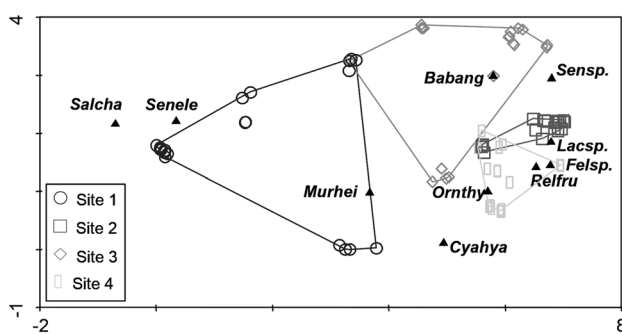 4
Salcha
Senele
Babang
Sensp.
Lacsp.
Felsp.
Relfru
Murhei
Ornthy
Cyahya
Site 1
Site 2
Site 3
Site 4
-1
-2
8